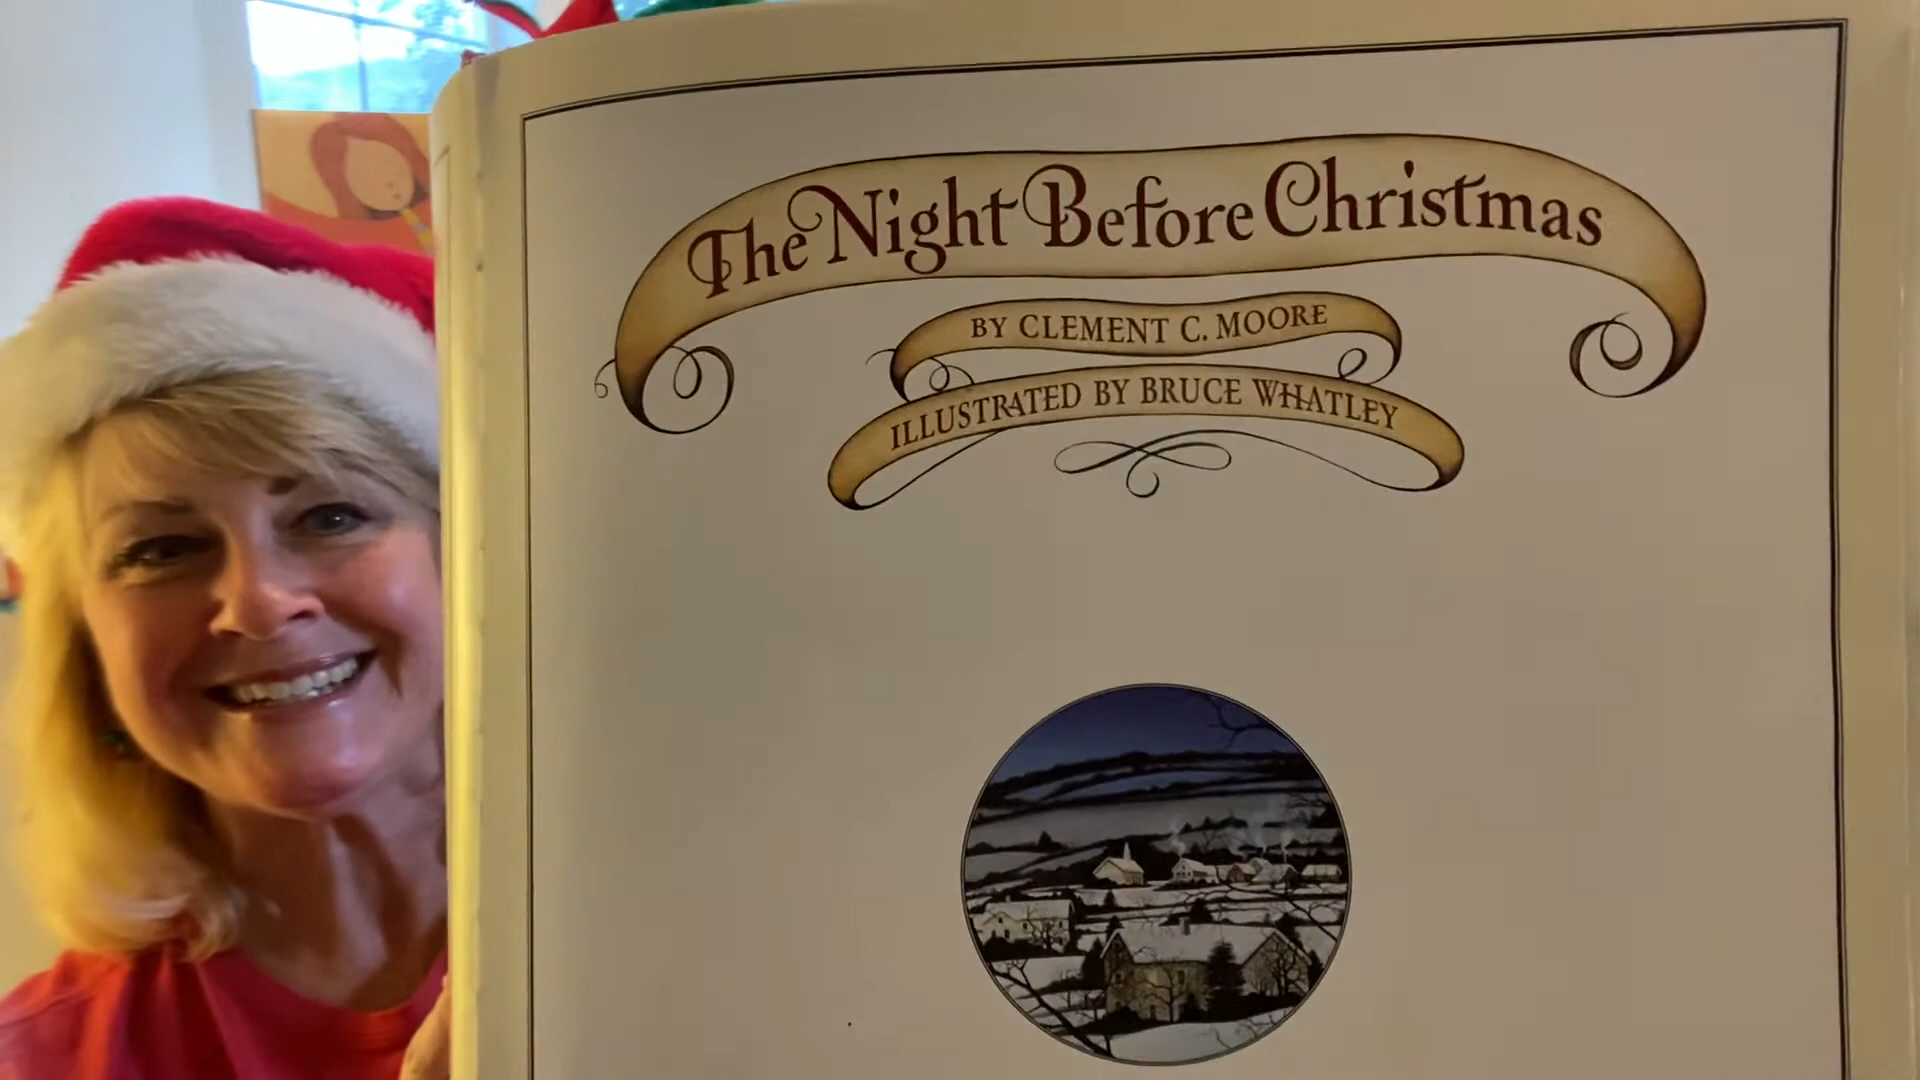 The Night Before Christmas
BY CLEMENT C. MOORE
ILLUSTRATED BY BRUCE WHATLEY